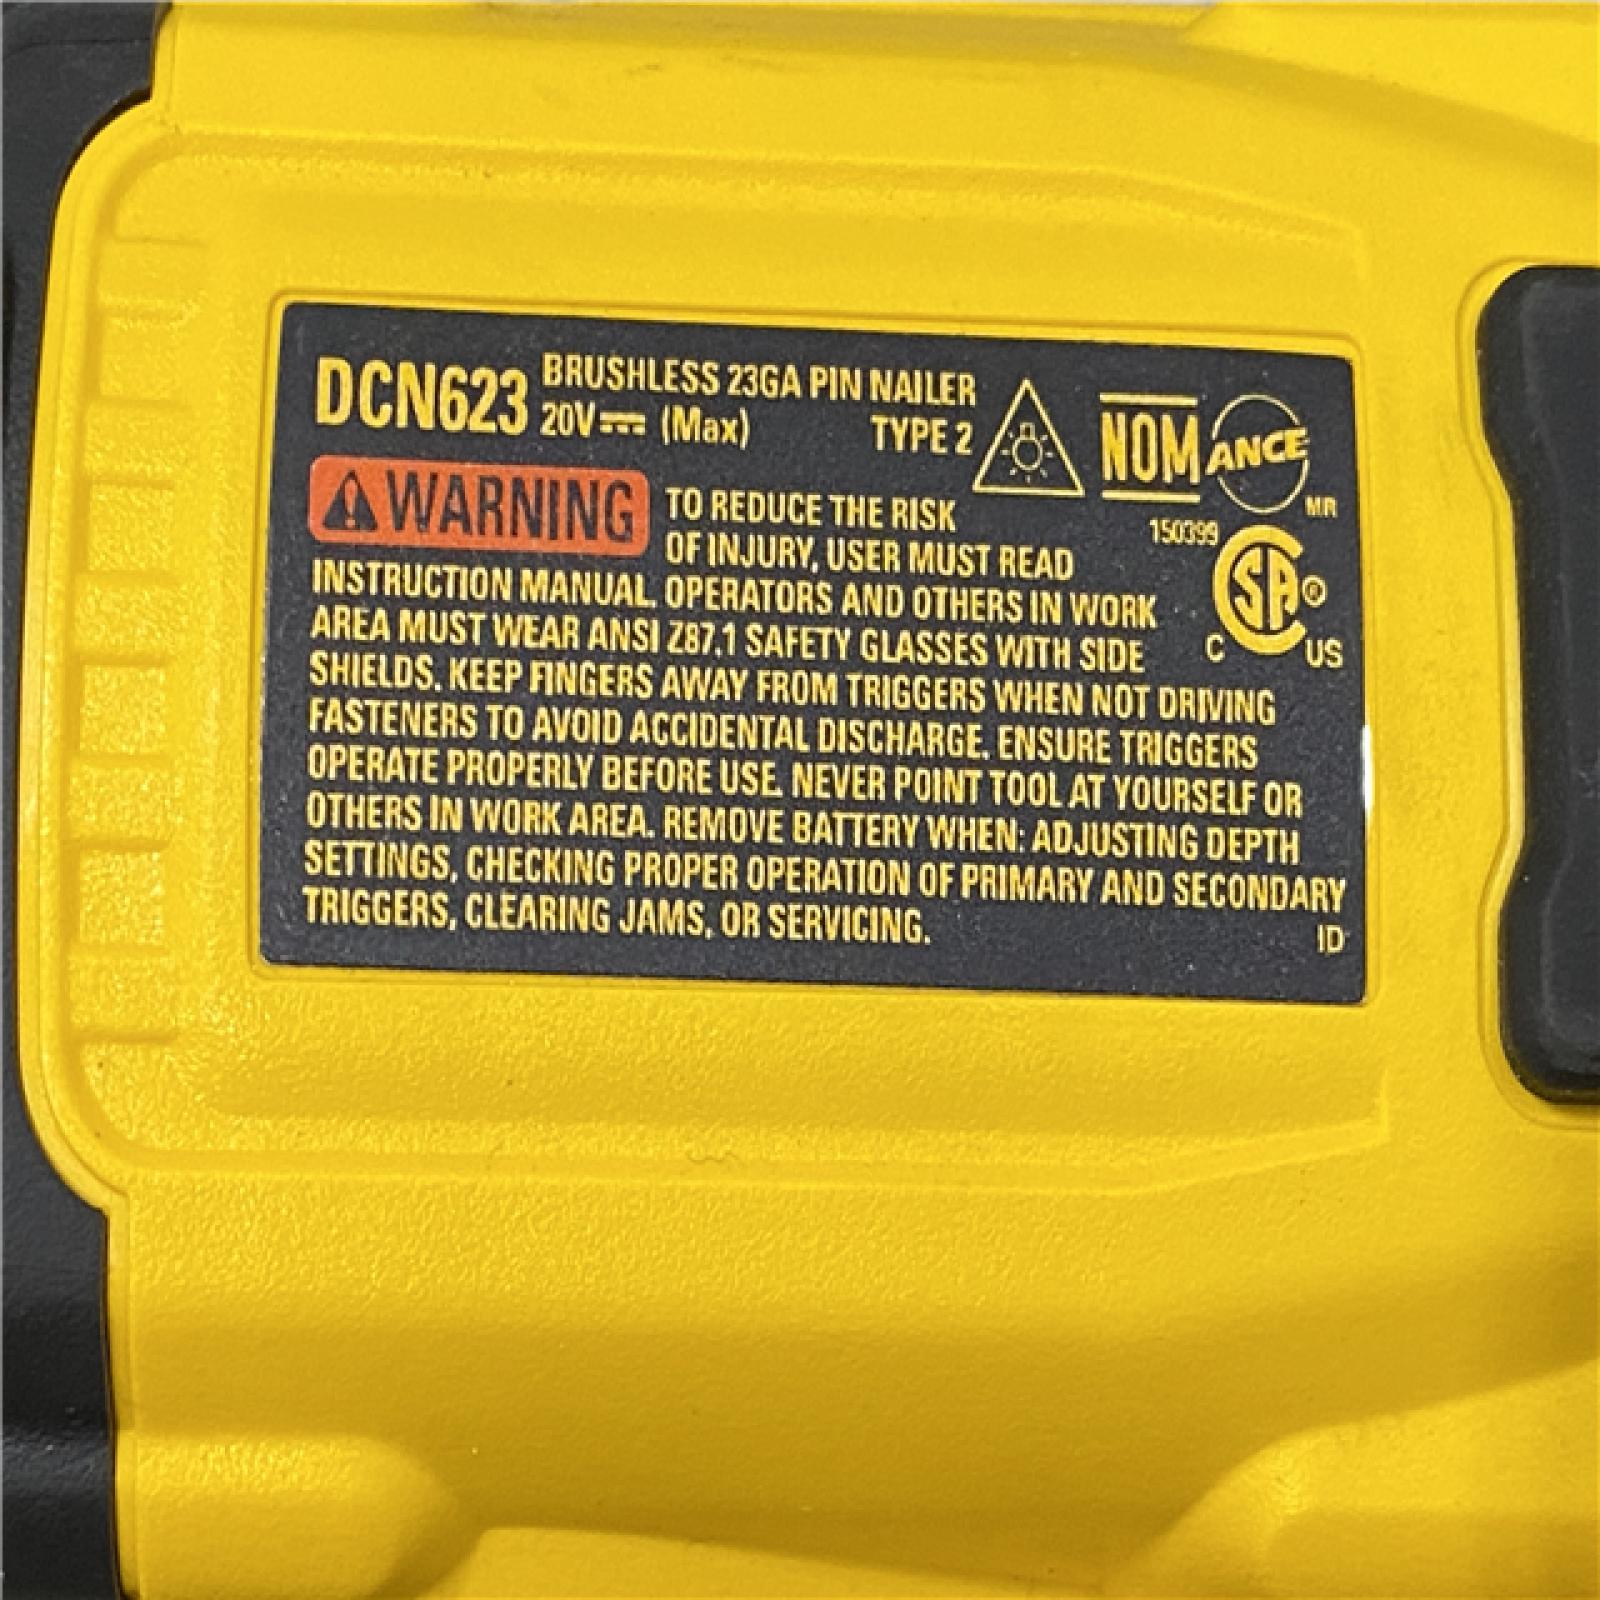 DCN623 BRUSHLESS 23GA PIN NAILER
20V⎓ (Max) TYPE 2
NOM ANCE
MR
WARNING TO REDUCE THE RISK
150399
OF INJURY, USER MUST READ
SA ®
C US
INSTRUCTION MANUAL. OPERATORS AND OTHERS IN WORK
AREA MUST WEAR ANSI Z87.1 SAFETY GLASSES WITH SIDE
SHIELDS. KEEP FINGERS AWAY FROM TRIGGERS WHEN NOT DRIVING
FASTENERS TO AVOID ACCIDENTAL DISCHARGE. ENSURE TRIGGERS
OPERATE PROPERLY BEFORE USE. NEVER POINT TOOL AT YOURSELF OR
OTHERS IN WORK AREA. REMOVE BATTERY WHEN: ADJUSTING DEPTH
SETTINGS, CHECKING PROPER OPERATION OF PRIMARY AND SECONDARY
TRIGGERS, CLEARING JAMS, OR SERVICING.
ID